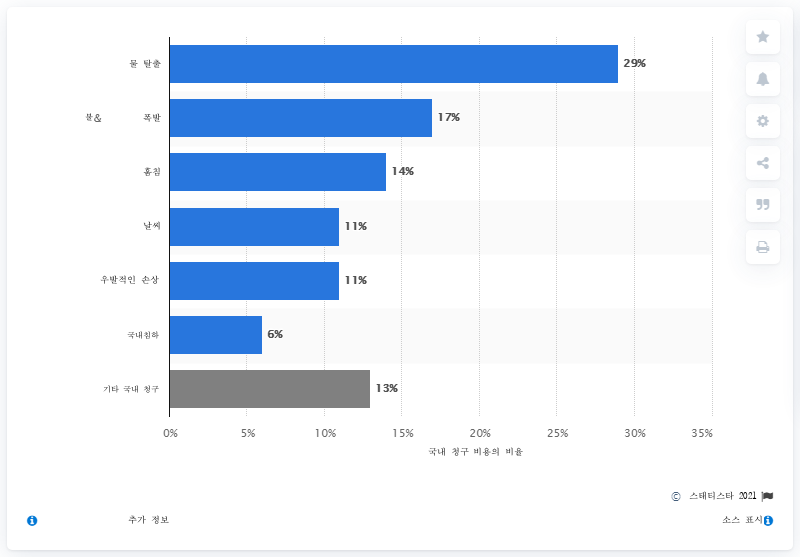 물 탈출 29%
불& 폭발 17%
훔침 14%
날씨 11%
우발적인 손상 11%
국내침하 6%
기타 국내 청구 13%
0% 5% 10% 15% 20% 25% 30% 35%
국내 청구 비용의 비율
© 스태티스타 2021
추가 정보 소스 표시